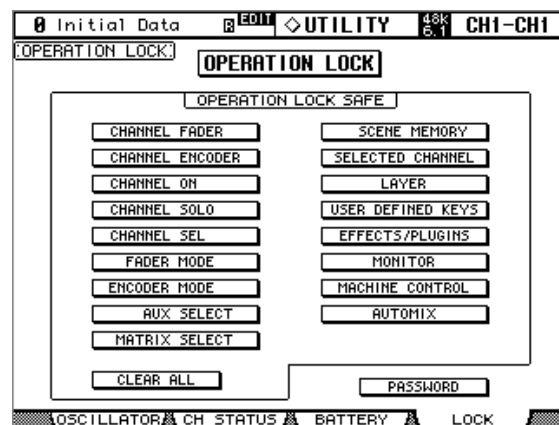 0 Initial Data R EDIT ◇UTILITY 48K 6.1 CH1-CH1
OPERATION LOCK
OPERATION LOCK
OPERATION LOCK SAFE
CHANNEL FADER
SCENE MEMORY
CHANNEL ENCODER
SELECTED CHANNEL
CHANNEL ON
LAYER
CHANNEL SOLO
USER DEFINED KEYS
CHANNEL SEL
EFFECTS/PLUGINS
FADER MODE
MONITOR
ENCODER MODE
MACHINE CONTROL
AUX SELECT
AUTOMIX
MATRIX SELECT
CLEAR ALL
PASSWORD
OSCILLATOR CH STATUS BATTERY LOCK